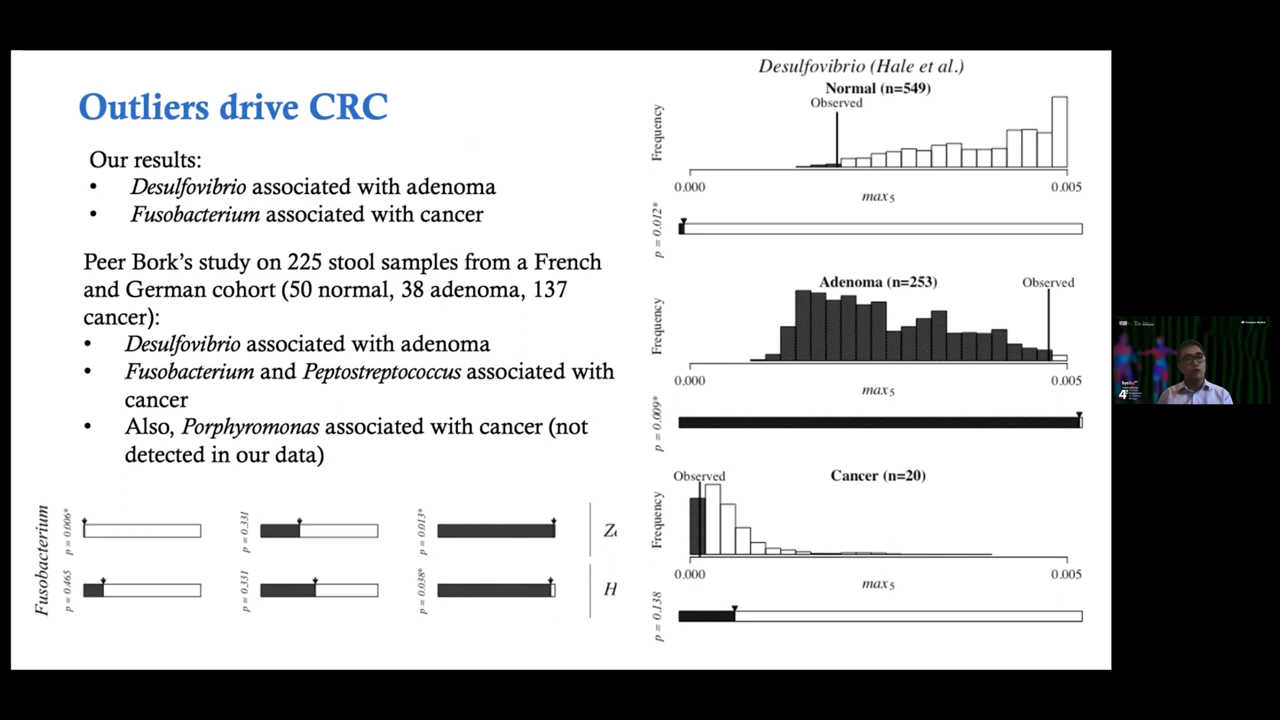 Outliers drive CRC
Our results:
• Desulfovibrio associated with adenoma
• Fusobacterium associated with cancer
Peer Bork’s study on 225 stool samples from a French
and German cohort (50 normal, 38 adenoma, 137
cancer):
• Desulfovibrio associated with adenoma
• Fusobacterium and Peptostreptococcus associated with
cancer
• Also, Porphyromonas associated with cancer (not
detected in our data)
Fusobacterium
p = 0.006*
p = 0.331
p = 0.013*
p = 0.465
p = 0.331
p = 0.038*
H
Desulfovibrio (Hale et al.)
Normal (n=549)
Observed
Frequency
0.000
0.005
max5
p = 0.012*
Adenoma (n=253)
Observed
Frequency
0.000
0.005
max5
p = 0.009*
Cancer (n=20)
Observed
Frequency
0.000
0.005
max5
p = 0.138